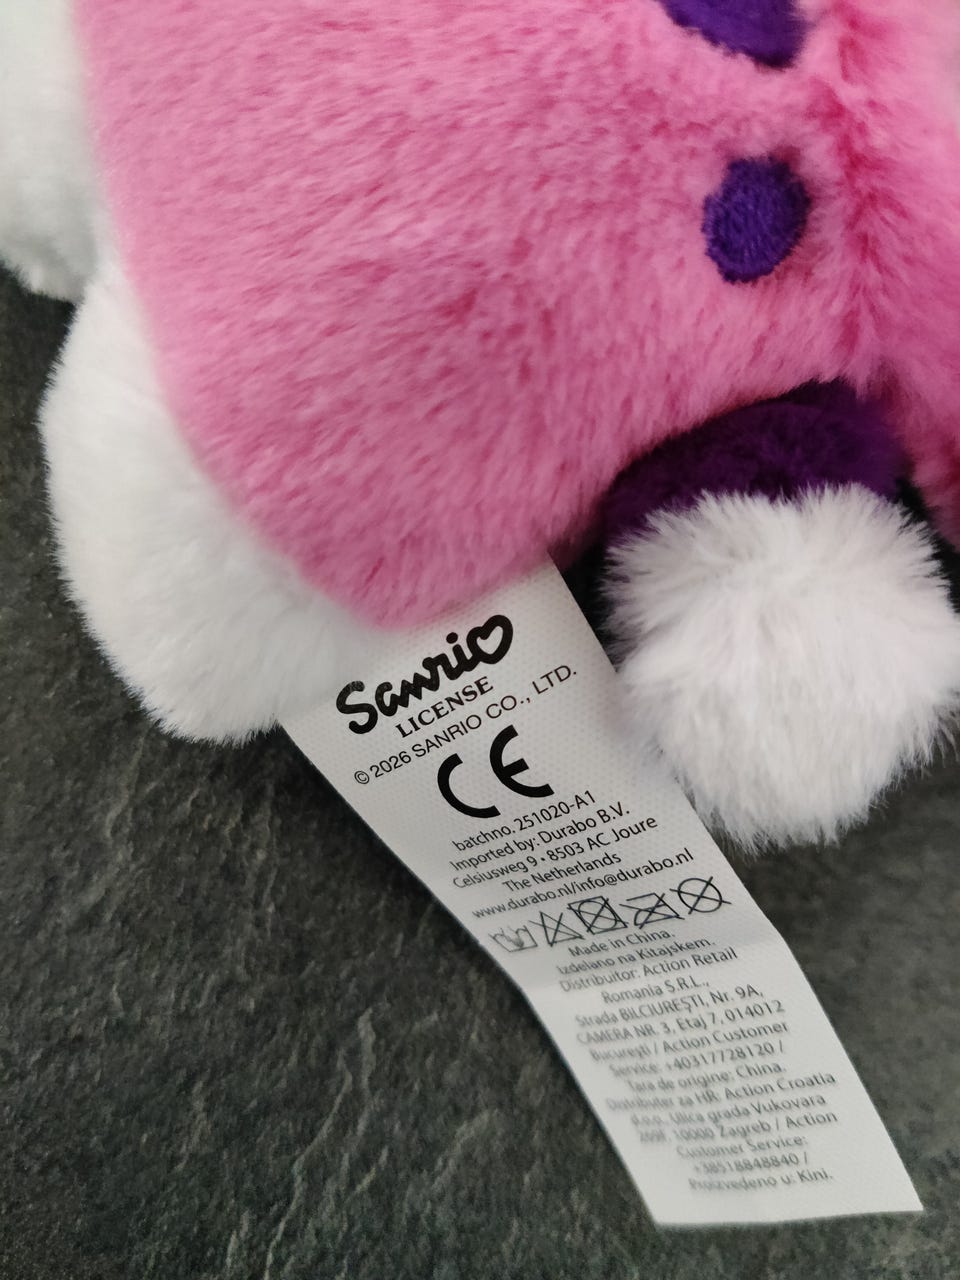 Sanrio
LICENSE
© 2026 SANRIO CO., LTD.
CE
batchno. 251020-A1
Imported by: Durabo B.V.
Celsiusweg 9 • 8503 AC Joure
The Netherlands
www.durabo.nl/info@durabo.nl
Made in China.
Izdelano na Kitajskem.
Distribuitor: Action Retail
Romania S.R.L.,
Strada BILCIUREȘTI, Nr. 9A,
CAMERA NR. 3, Etaj 7, 014012
București / Action Customer
Service: +40317728120 /
Țara de origine: China.
Distributer za HR: Action Croatia
d.o.o. Ulica grada Vukovara
269F, 10000 Zagreb / Action
Customer Service:
+38518848840 /
Proizvedeno u: Kini.